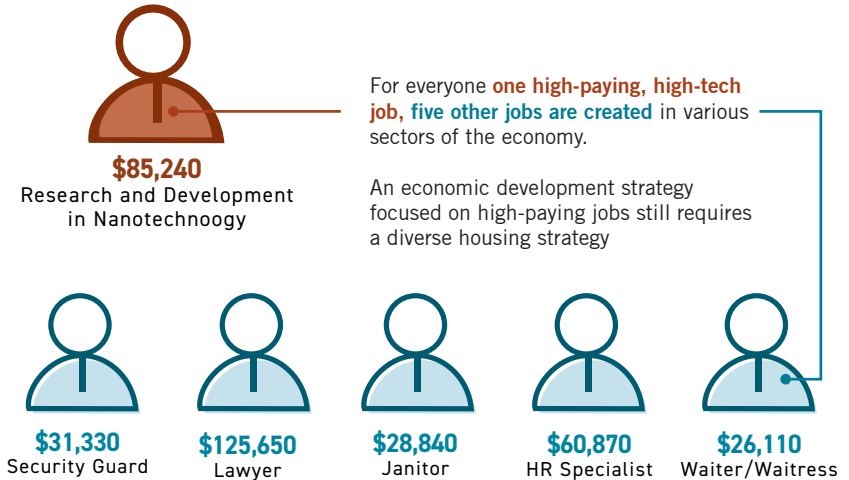 For everyone one high-paying, high-tech
job, five other jobs are created in various
sectors of the economy.
An economic development strategy
focused on high-paying jobs still requires
a diverse housing strategy
$85,240
Research and Development
in Nanotechnoogy
$31,330
Security Guard
$125,650
Lawyer
$28,840
Janitor
$60,870
HR Specialist
$26,110
Waiter/Waitress